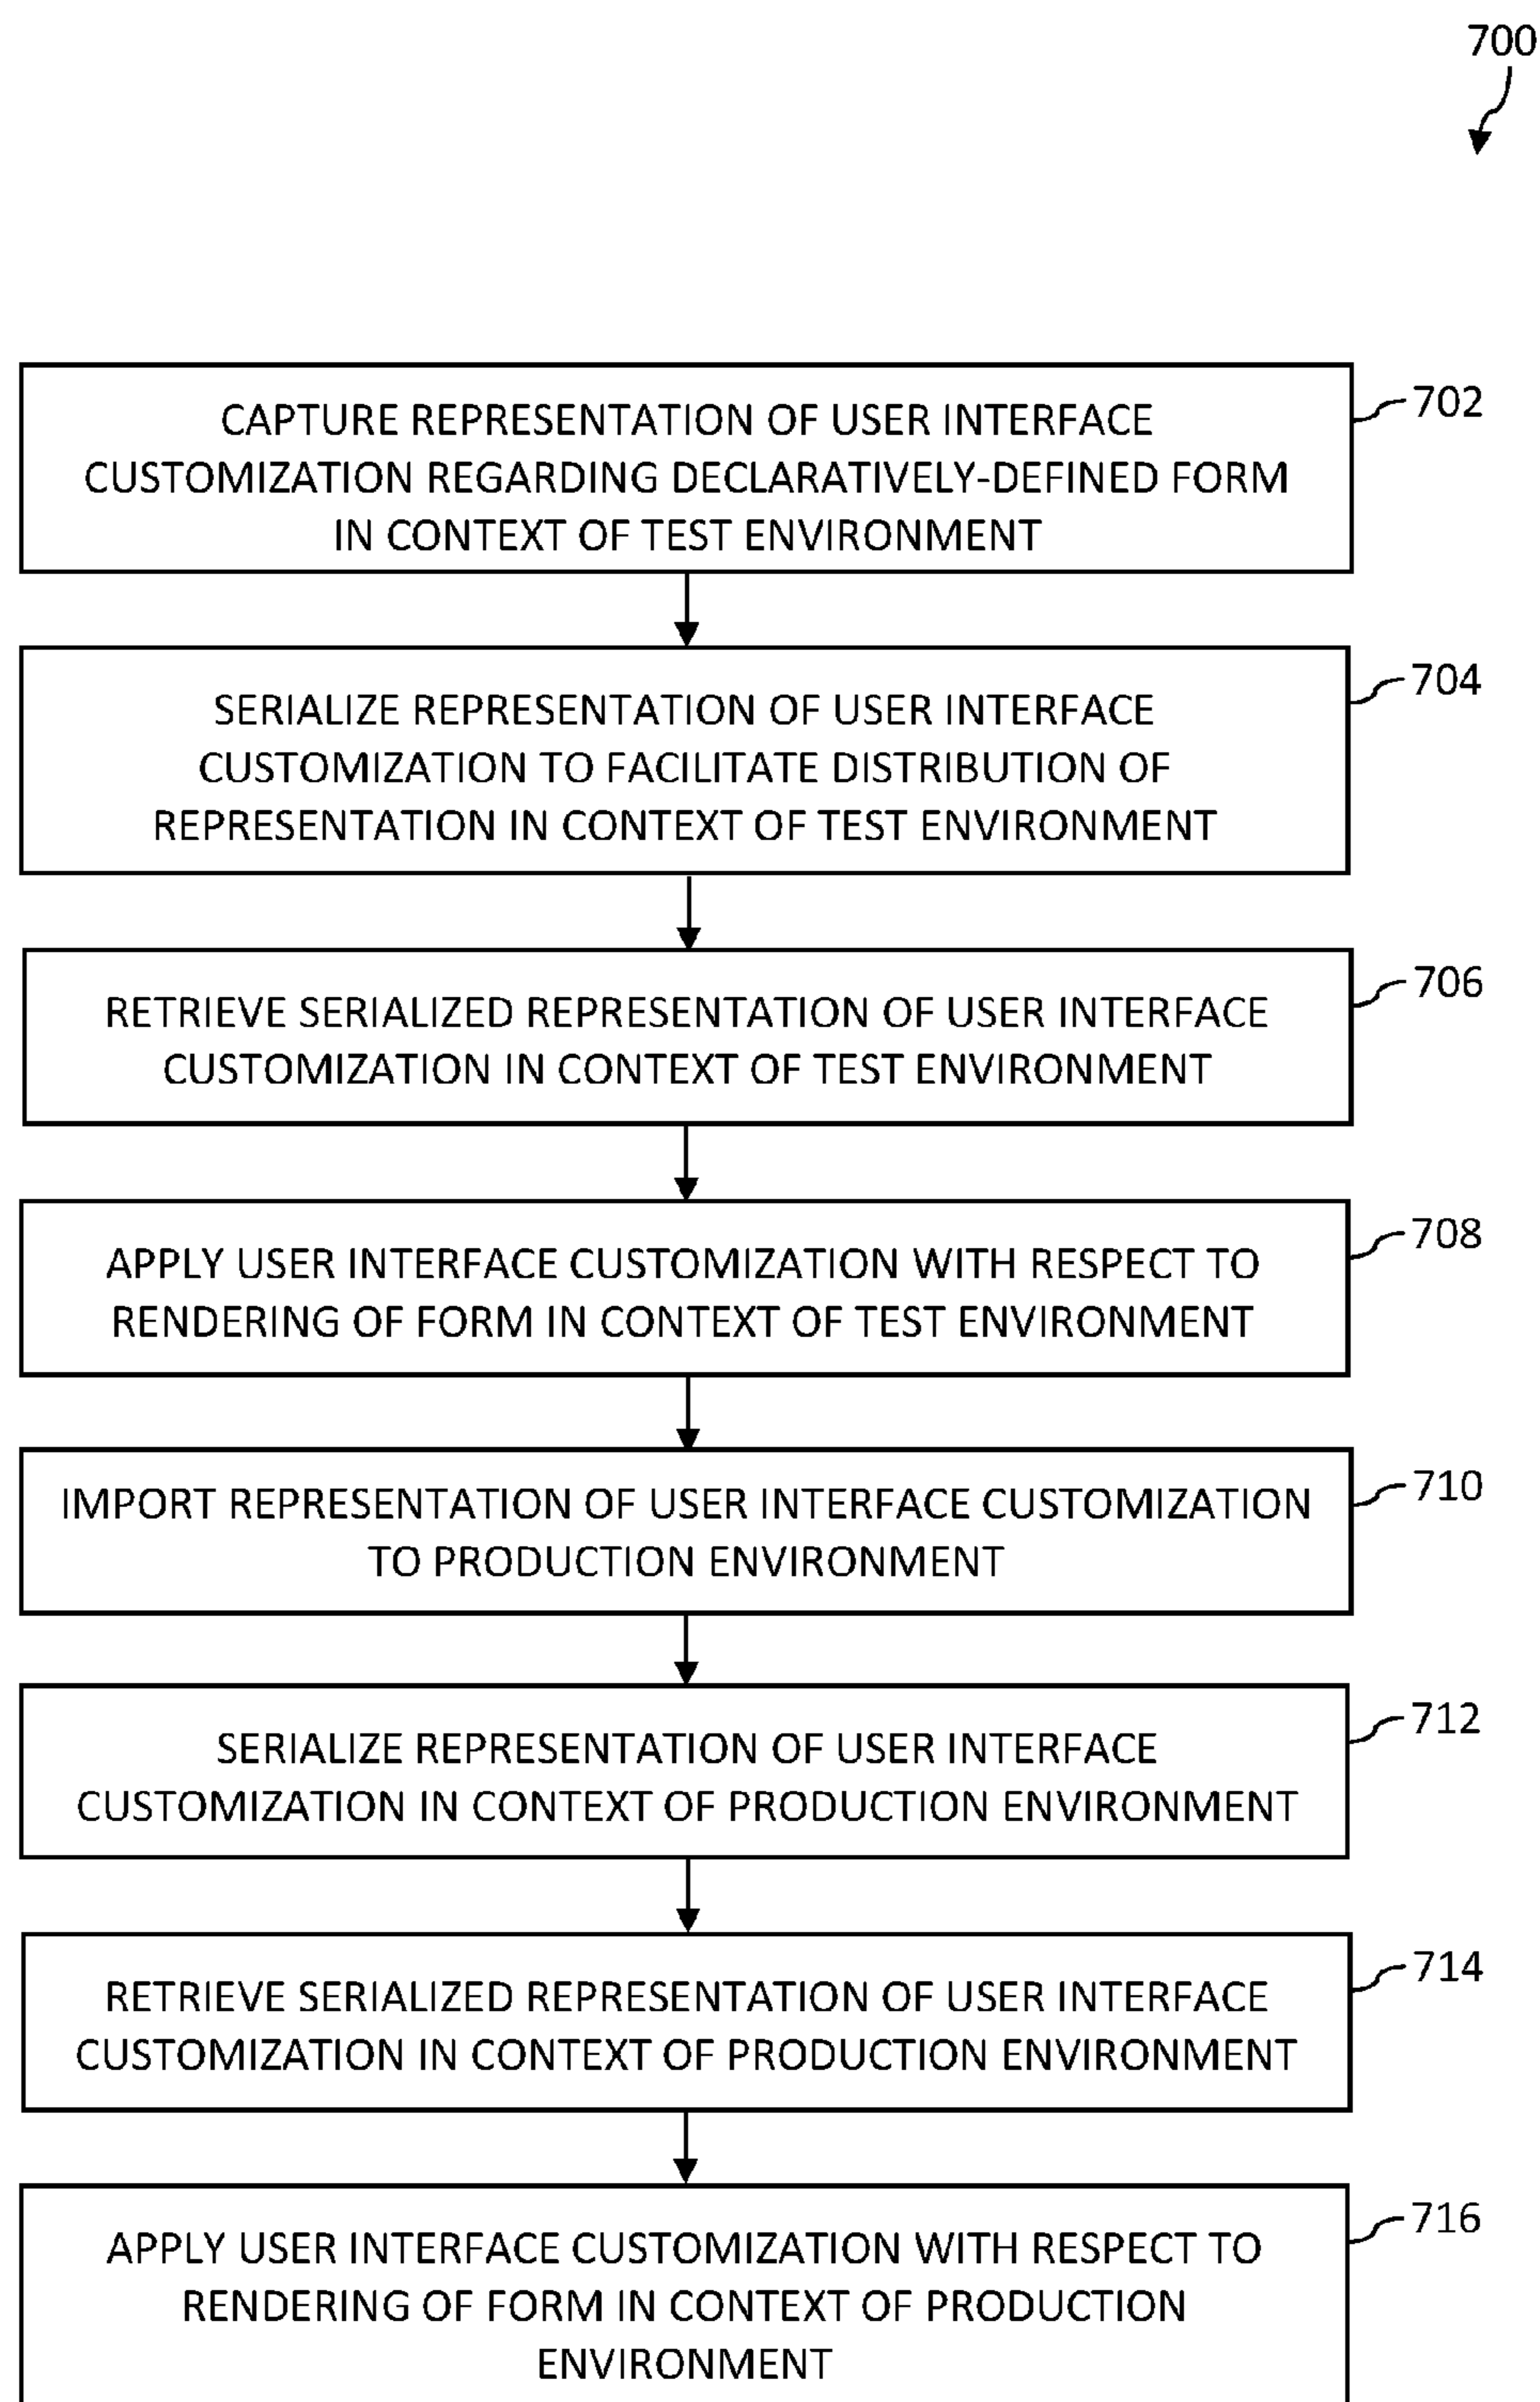 700
CAPTURE REPRESENTATION OF USER INTERFACE
CUSTOMIZATION REGARDING DECLARATIVELY-DEFINED FORM
IN CONTEXT OF TEST ENVIRONMENT
702
SERIALIZE REPRESENTATION OF USER INTERFACE
CUSTOMIZATION TO FACILITATE DISTRIBUTION OF
REPRESENTATION IN CONTEXT OF TEST ENVIRONMENT
704
RETRIEVE SERIALIZED REPRESENTATION OF USER INTERFACE
CUSTOMIZATION IN CONTEXT OF TEST ENVIRONMENT
706
APPLY USER INTERFACE CUSTOMIZATION WITH RESPECT TO
RENDERING OF FORM IN CONTEXT OF TEST ENVIRONMENT
708
IMPORT REPRESENTATION OF USER INTERFACE CUSTOMIZATION
TO PRODUCTION ENVIRONMENT
710
SERIALIZE REPRESENTATION OF USER INTERFACE
CUSTOMIZATION IN CONTEXT OF PRODUCTION ENVIRONMENT
712
RETRIEVE SERIALIZED REPRESENTATION OF USER INTERFACE
CUSTOMIZATION IN CONTEXT OF PRODUCTION ENVIRONMENT
714
APPLY USER INTERFACE CUSTOMIZATION WITH RESPECT TO
RENDERING OF FORM IN CONTEXT OF PRODUCTION
ENVIRONMENT
716